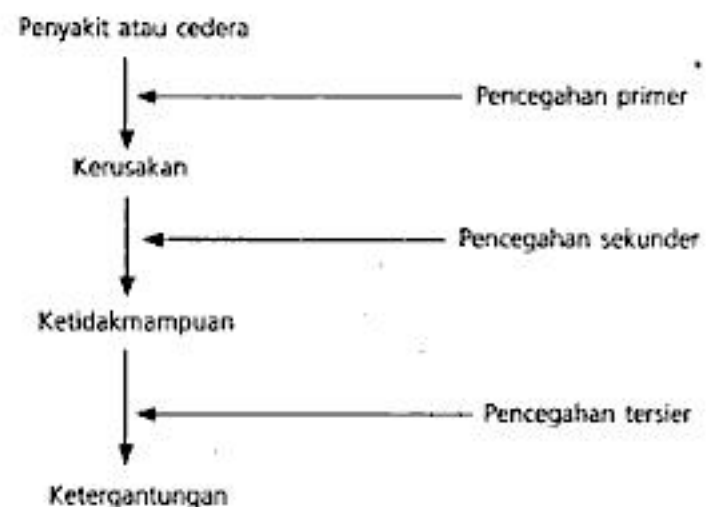 Penyakit atau cedera
Pencegahan primer
Kerusakan
Pencegahan sekunder
Ketidakmampuan
Pencegahan tersier
Ketergantungan